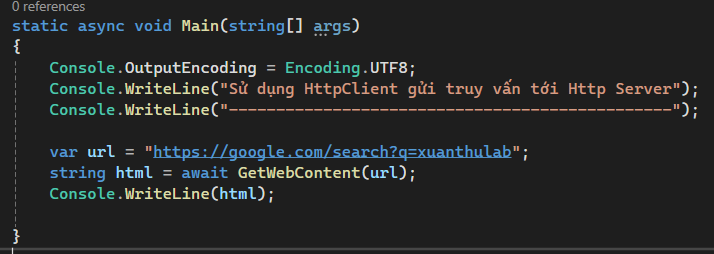 0 references
static async void Main(string[] args)
{
Console.OutputEncoding = Encoding.UTF8;
Console.WriteLine("Sử dụng HttpClient gửi truy vấn tới Http Server");
Console.WriteLine("-----------------------------------------------");
var url = "https://google.com/search?q=xuanthulab";
string html = await GetWebContent(url);
Console.WriteLine(html);
}